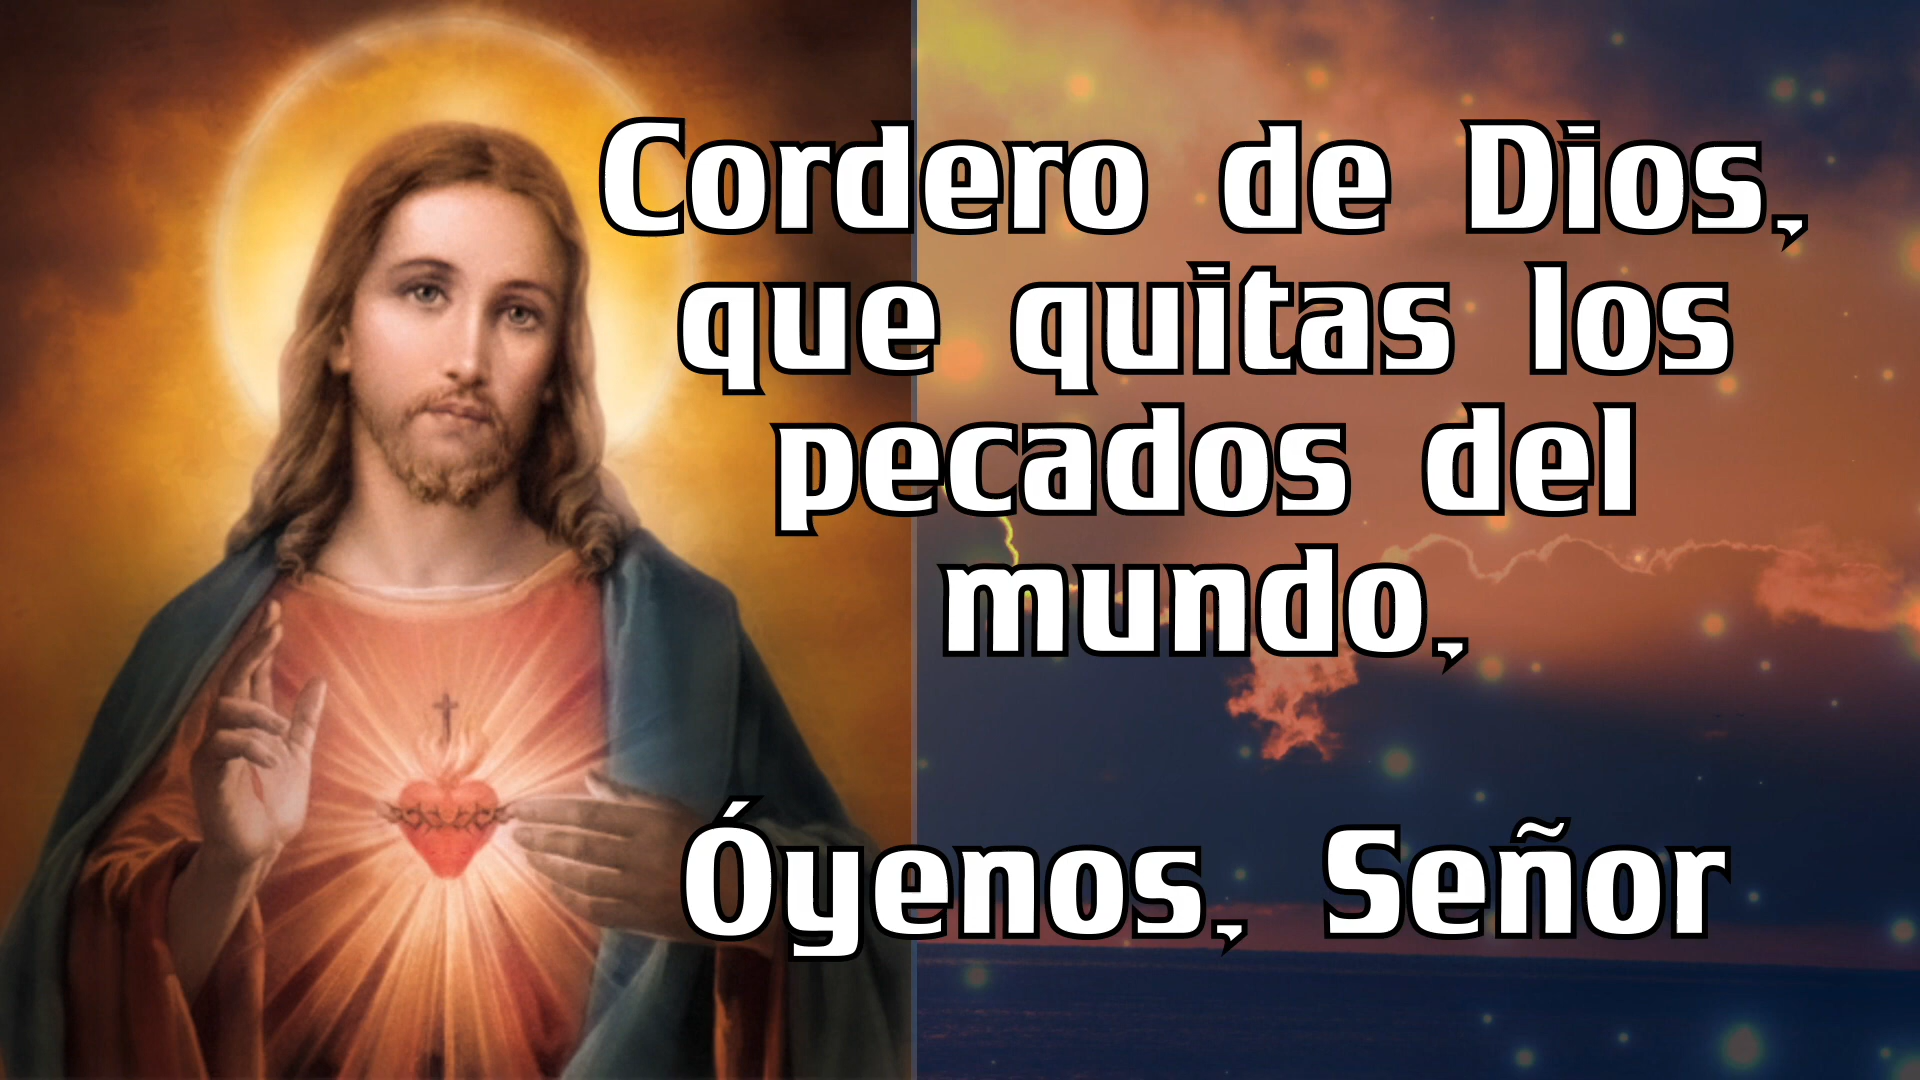 Cordero de Dios,
que quitas los
pecados del
mundo,
Óyenos, Señor